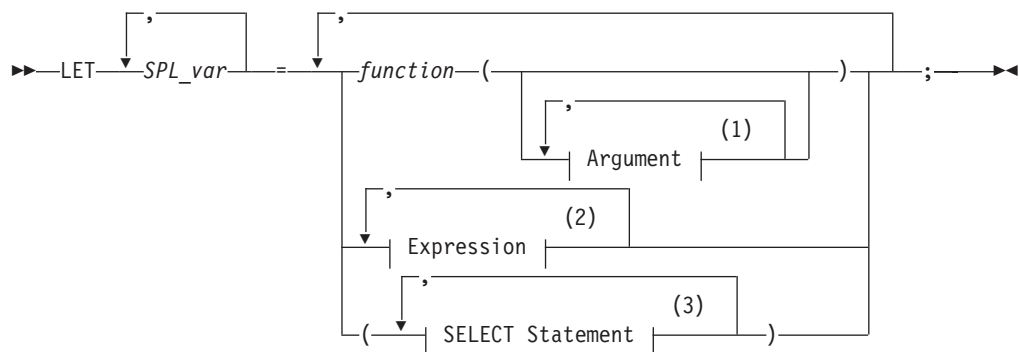 , ,
LET SPL_var = function ( ) ;
,
(1)
Argument
,
(2)
Expression
,
(3)
( SELECT Statement )